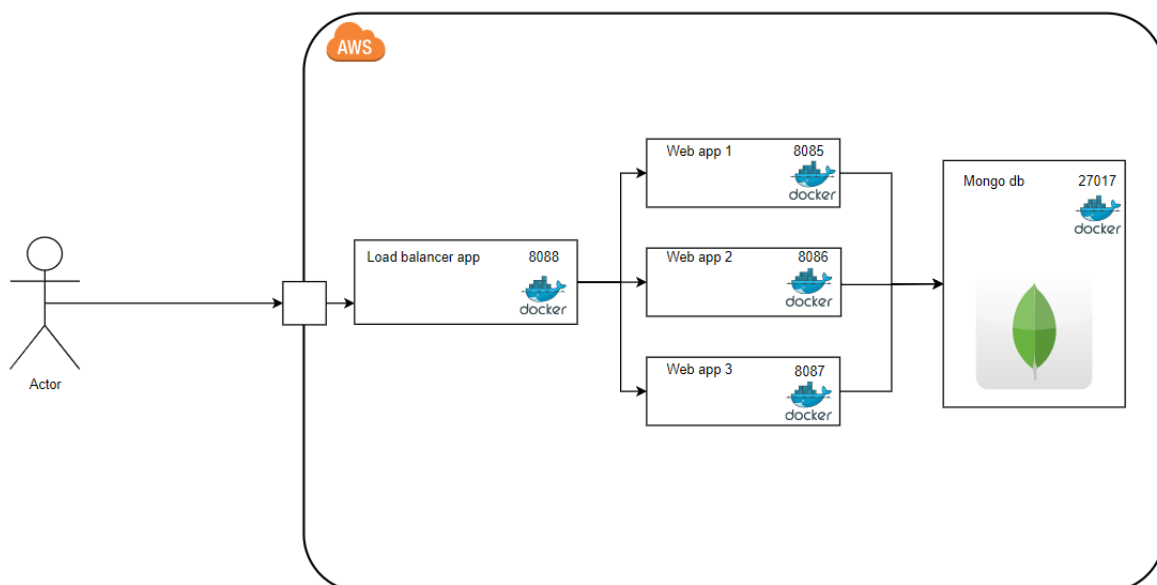 AWS
Web app 1 8085
docker
Mongo db 27017
docker
Load balancer app 8088
docker
Web app 2 8086
docker
Web app 3 8087
docker
Actor